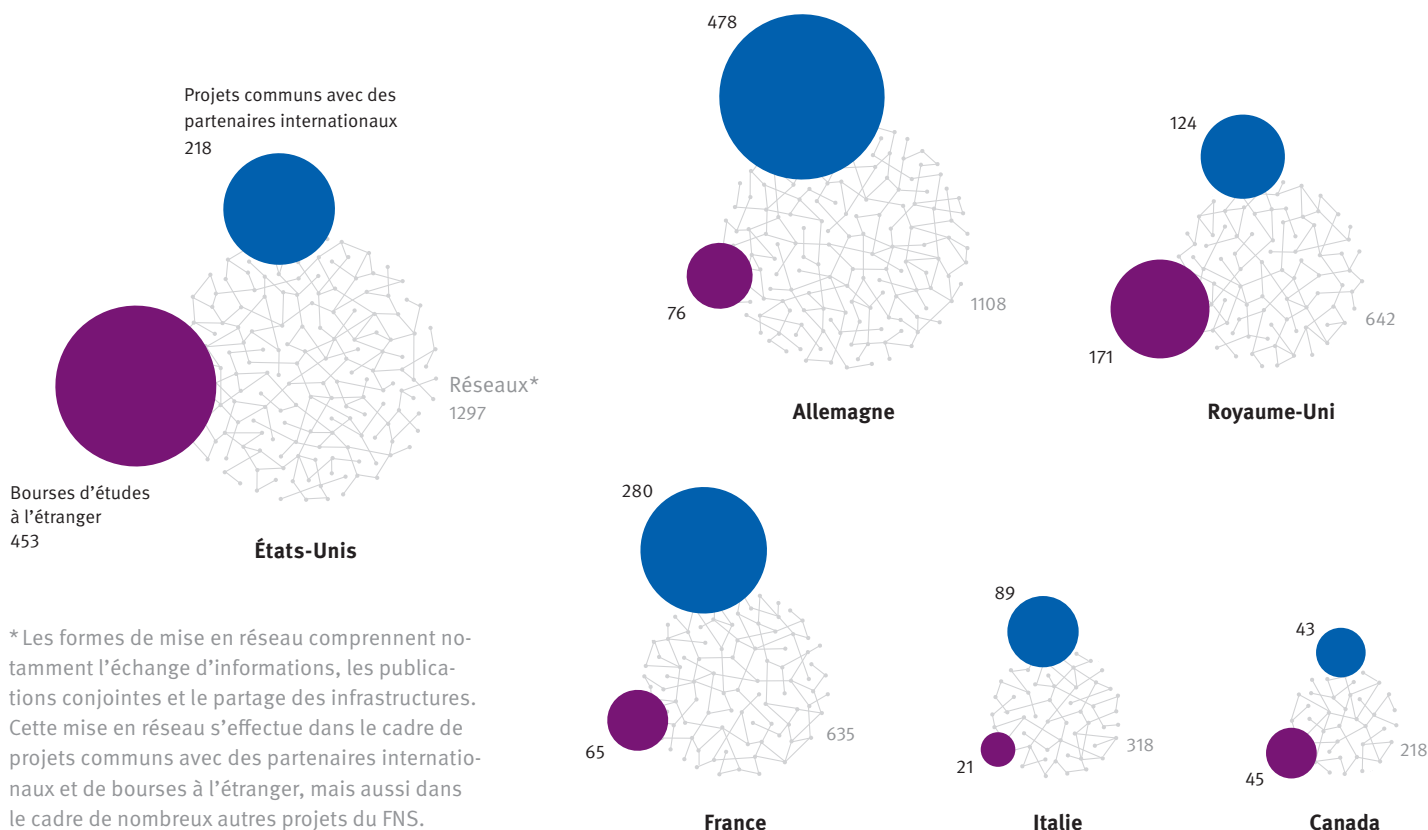 Projets communs avec des
partenaires internationaux
218
Réseaux*
1297
Bourses d’études
à l’étranger
453
États-Unis
478
76
1108
Allemagne
124
171
642
Royaume-Uni
280
65
635
France
89
21
318
Italie
43
45
218
Canada
* Les formes de mise en réseau comprennent no-
tamment l’échange d’informations, les publica-
tions conjointes et le partage des infrastructures.
Cette mise en réseau s’effectue dans le cadre de
projets communs avec des partenaires internatio-
naux et de bourses à l’étranger, mais aussi dans
le cadre de nombreux autres projets du FNS.